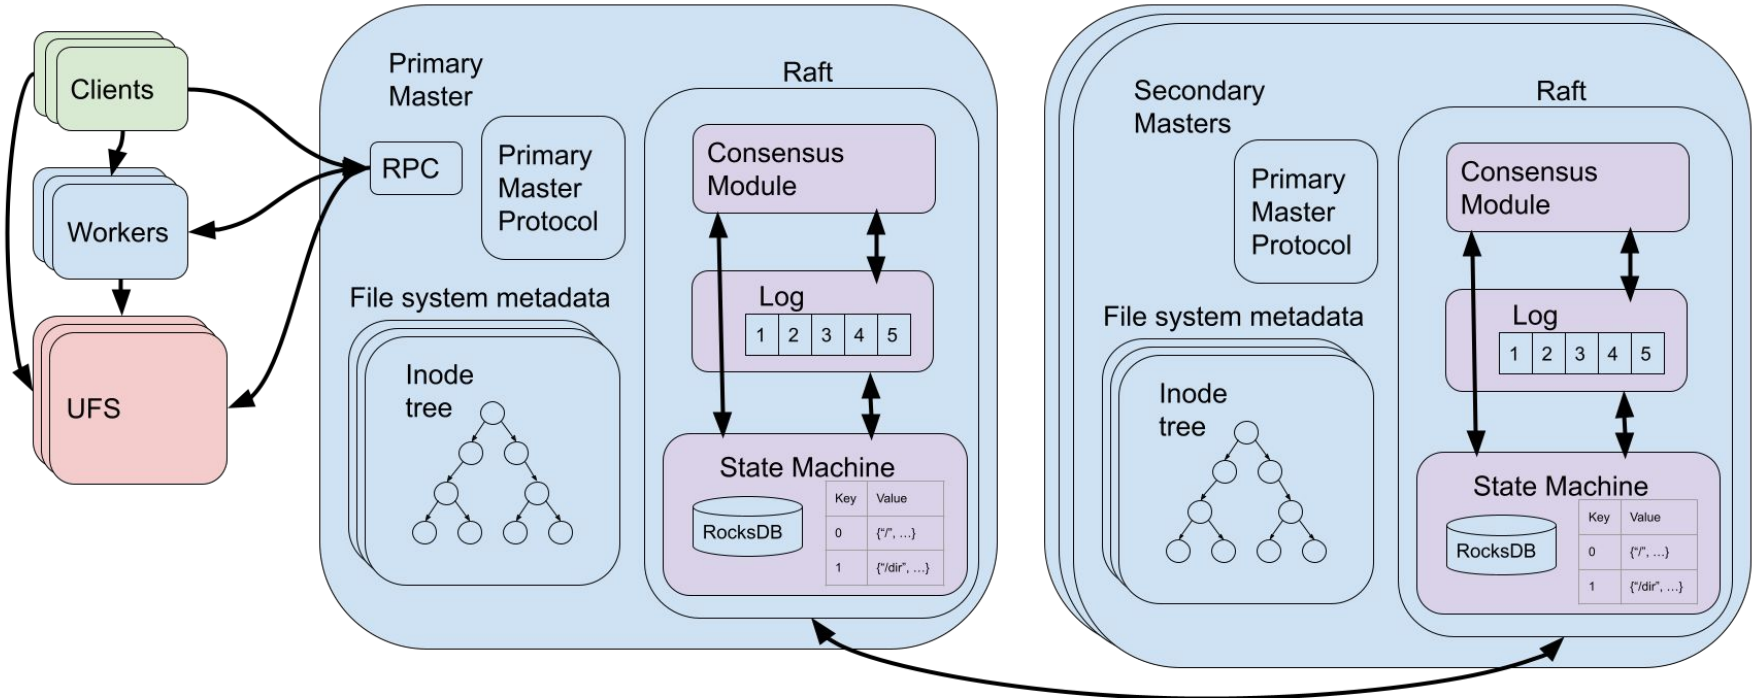 Clients
Workers
UFS
Primary
Master
RPC
Primary
Master
Protocol
File system metadata
Inode
tree
Raft
Consensus
Module
Log
1 2 3 4 5
State Machine
RocksDB
Key Value
0 {“/”, ...}
1 {“/dir”, ...}
Secondary
Masters
Primary
Master
Protocol
File system metadata
Inode
tree
Raft
Consensus
Module
Log
1 2 3 4 5
State Machine
RocksDB
Key Value
0 {“/”, ...}
1 {“/dir”, ...}